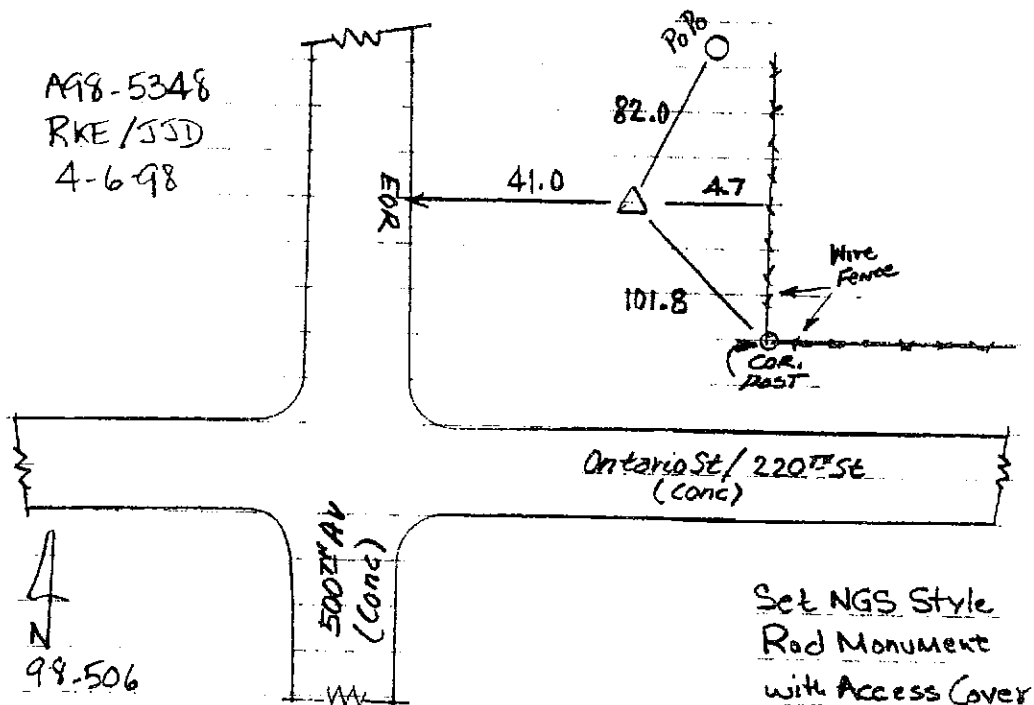 A98-5348
RKE/JJD
4-6-98
PoPo
82.0
EOR
41.0
4.7
Wire
Fence
101.8
COR.
POST
Ontario St / 220TH St
(Conc)
500TH AV
(Conc)
N
98-506
Set NGS Style
Rod Monument
with Access Cover